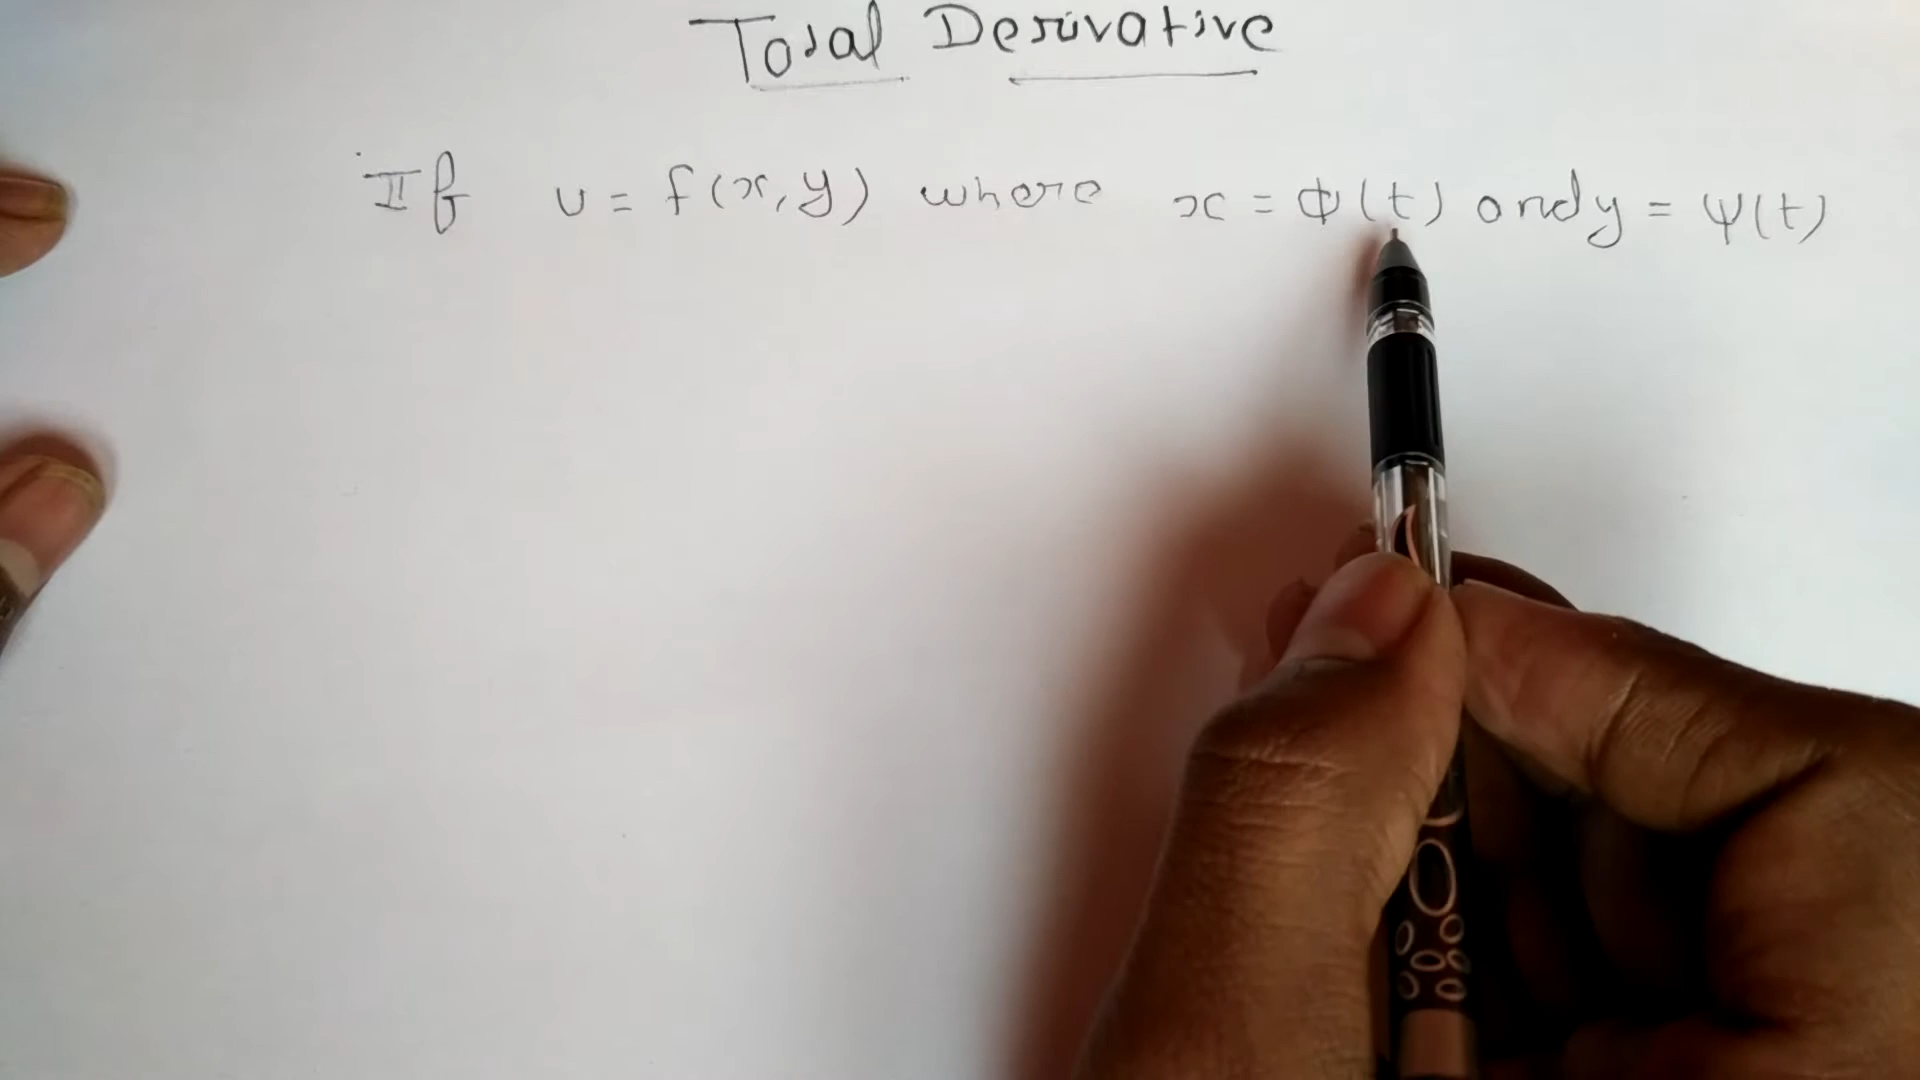 Total Derivative
If u = f(x, y) where x = φ(t) and y = ψ(t)